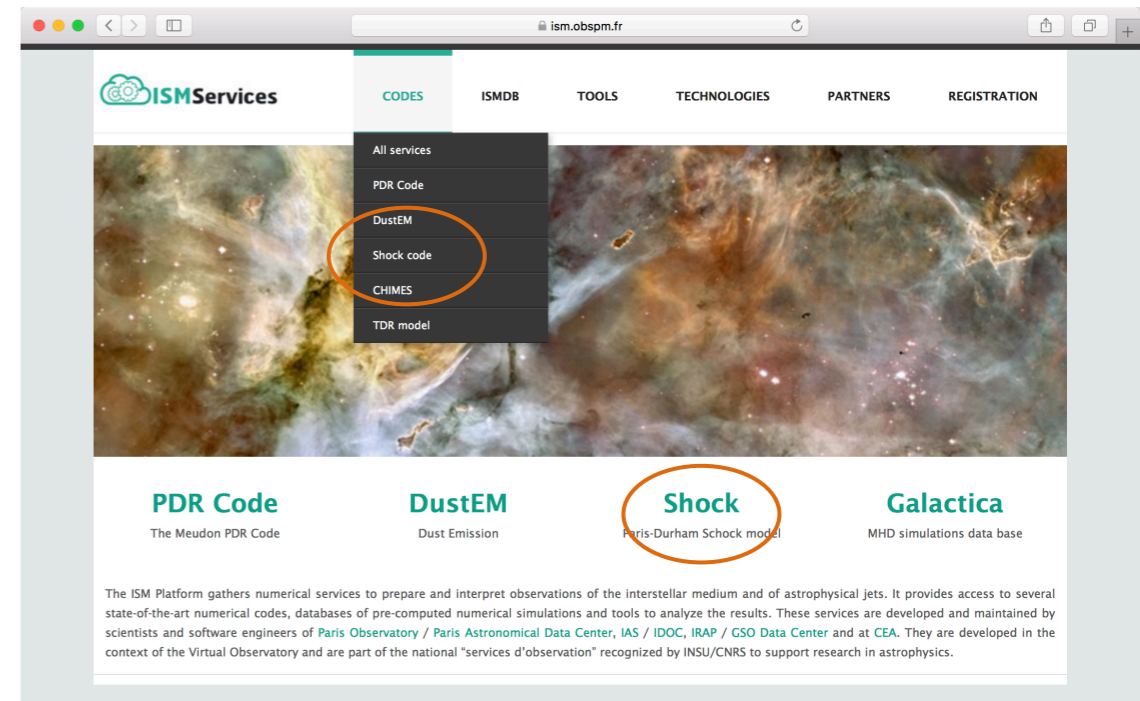 ism.obspm.fr
ISMServices
CODES ISMDB TOOLS TECHNOLOGIES PARTNERS REGISTRATION
All services
PDR Code
DustEM
Shock code
CHIMES
TDR model
PDR Code DustEM Shock Galactica
The Meudon PDR Code Dust Emission Paris-Durham Schock model MHD simulations data base
The ISM Platform gathers numerical services to prepare and interpret observations of the interstellar medium and of astrophysical jets. It provides access to several
state-of-the-art numerical codes, databases of pre-computed numerical simulations and tools to analyze the results. These services are developed and maintained by
scientists and software engineers of Paris Observatory / Paris Astronomical Data Center, IAS / IDOC, IRAP / GSO Data Center and at CEA. They are developed in the
context of the Virtual Observatory and are part of the national “services d’observation” recognized by INSU/CNRS to support research in astrophysics.